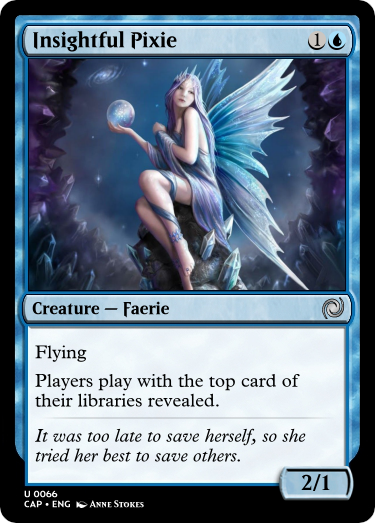 Insightful Pixie 1
Creature — Faerie
Flying
Players play with the top card of
their libraries revealed.
It was too late to save herself, so she
tried her best to save others.
2/1
U 0066
CAP • ENG Anne Stokes